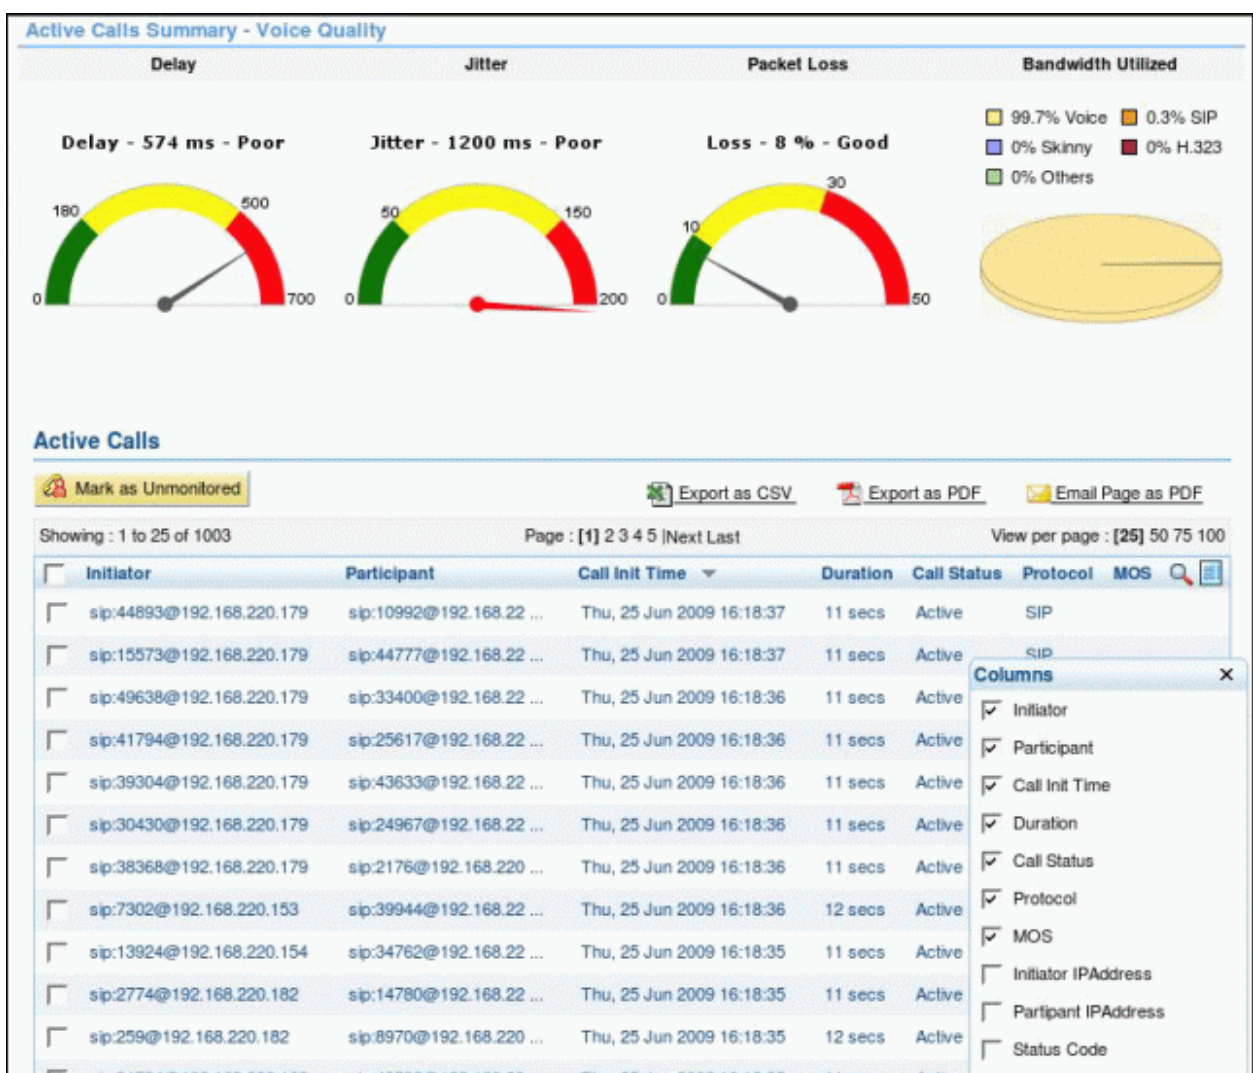 Active Calls Summary - Voice Quality
Delay Jitter Packet Loss Bandwidth Utilized
99.7% Voice 0.3% SIP
Delay - 574 ms - Poor Jitter - 1200 ms - Poor Loss - 8 % - Good
0% Skinny 0% H.323
0% Others
180 500 50 150 10 30
0 700 0 200 0 50
Active Calls
Mark as Unmonitored Export as CSV Export as PDF Email Page as PDF
Showing : 1 to 25 of 1003 Page : [1] 2 3 4 5 |Next Last View per page : [25] 50 75 100
Initiator Participant Call Init Time Duration Call Status Protocol MOS
sip:44893@192.168.220.179 sip:10992@192.168.22 ... Thu, 25 Jun 2009 16:18:37 11 secs Active SIP
sip:15573@192.168.220.179 sip:44777@192.168.22 ... Thu, 25 Jun 2009 16:18:37 11 secs Active SIP
sip:49638@192.168.220.179 sip:33400@192.168.22 ... Thu, 25 Jun 2009 16:18:36 11 secs Active
sip:41794@192.168.220.179 sip:25617@192.168.22 ... Thu, 25 Jun 2009 16:18:36 11 secs Active
sip:39304@192.168.220.179 sip:43633@192.168.22 ... Thu, 25 Jun 2009 16:18:36 11 secs Active
sip:30430@192.168.220.179 sip:24967@192.168.22 ... Thu, 25 Jun 2009 16:18:36 11 secs Active
sip:38368@192.168.220.179 sip:2176@192.168.220 ... Thu, 25 Jun 2009 16:18:36 11 secs Active
sip:7302@192.168.220.153 sip:39944@192.168.22 ... Thu, 25 Jun 2009 16:18:36 12 secs Active
sip:13924@192.168.220.154 sip:34762@192.168.22 ... Thu, 25 Jun 2009 16:18:35 11 secs Active
sip:2774@192.168.220.182 sip:14780@192.168.22 ... Thu, 25 Jun 2009 16:18:35 11 secs Active
sip:259@192.168.220.182 sip:8970@192.168.220 ... Thu, 25 Jun 2009 16:18:35 12 secs Active
Columns
Initiator
Participant
Call Init Time
Duration
Call Status
Protocol
MOS
Initiator IPAddress
Partipant IPAddress
Status Code